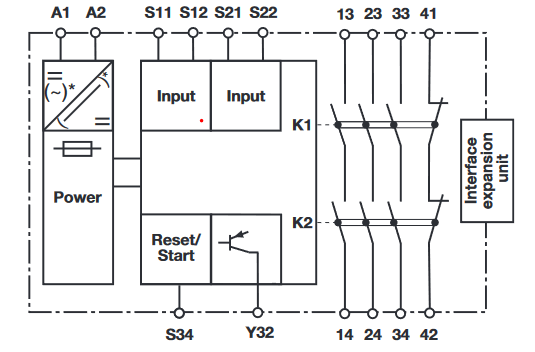 A1 A2 S11 S12 S21 S22 13 23 33 41
(~)*
*
Input Input
K1
Interface
expansion
unit
Power
K2
Reset/
Start
S34 Y32 14 24 34 42